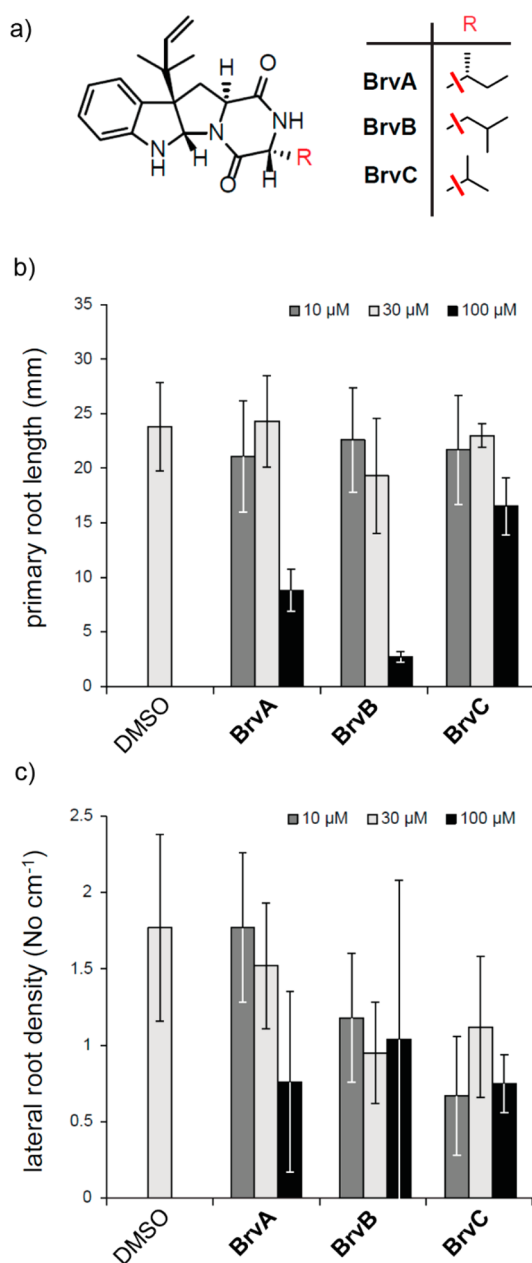 a)
R
BrvA
BrvB
BrvC
H
O
N
NH
N
H
H
O
H
R
b)
10 µM 30 µM 100 µM
primary root length (mm)
35
30
25
20
15
10
5
0
DMSO BrvA BrvB BrvC
c)
10 µM 30 µM 100 µM
lateral root density (No cm⁻¹)
2.5
2
1.5
1
0.5
0
DMSO BrvA BrvB BrvC